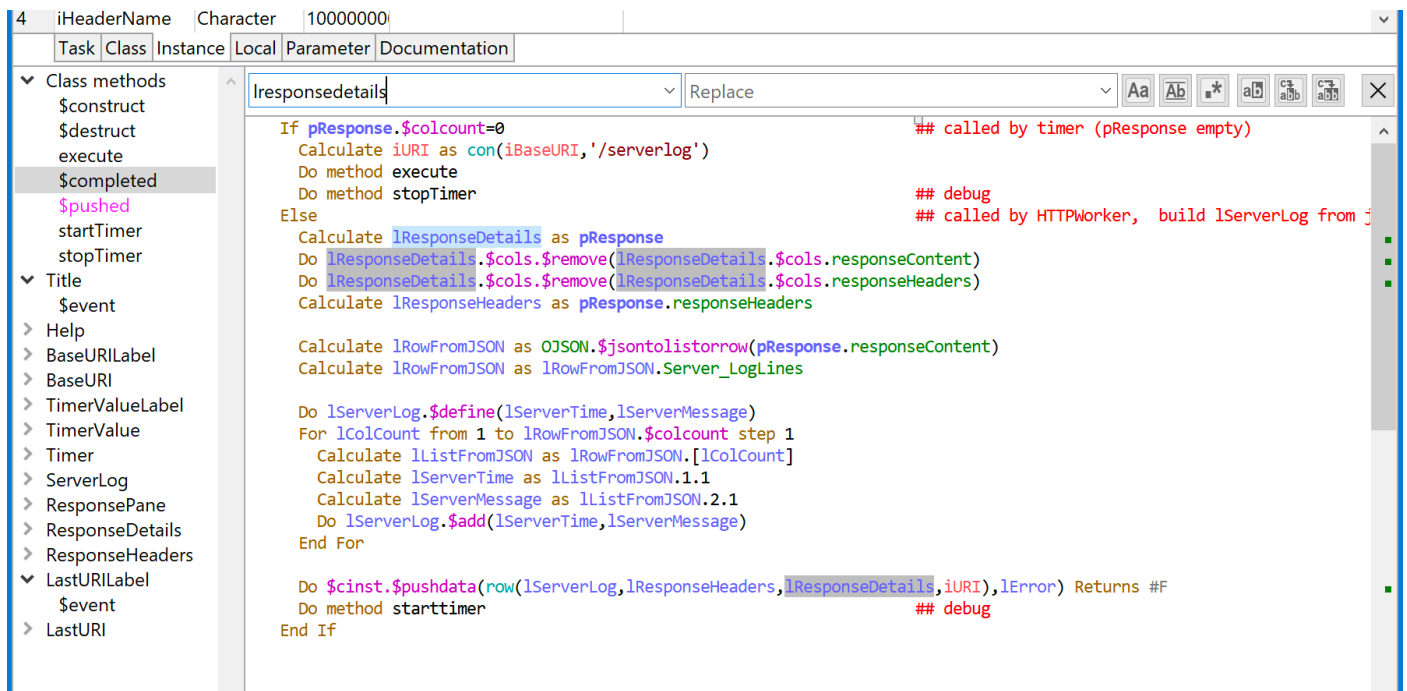 4 iHeaderName Character 100000000
Task Class Instance Local Parameter Documentation
Class methods
$construct
$destruct
execute
$completed
$pushed
startTimer
stopTimer
Title
$event
Help
BaseURILabel
BaseURI
TimerValueLabel
TimerValue
Timer
ServerLog
ResponsePane
ResponseDetails
ResponseHeaders
LastURILabel
$event
LastURI
lresponsedetails Replace Aa Ab .* aB
If pResponse.$colcount=0 ## called by timer (pResponse empty)
Calculate iURI as con(iBaseURI,'/serverlog')
Do method execute
Do method stopTimer ## debug
Else ## called by HTTPWorker, build lServerLog from j
Calculate lResponseDetails as pResponse
Do lResponseDetails.$cols.$remove(lResponseDetails.$cols.responseContent)
Do lResponseDetails.$cols.$remove(lResponseDetails.$cols.responseHeaders)
Calculate lResponseHeaders as pResponse.responseHeaders
Calculate lRowFromJSON as OJSON.$jsontolistorrow(pResponse.responseContent)
Calculate lRowFromJSON as lRowFromJSON.Server_LogLines
Do lServerLog.$define(lServerTime,lServerMessage)
For lColCount from 1 to lRowFromJSON.$colcount step 1
Calculate lListFromJSON as lRowFromJSON.[lColCount]
Calculate lServerTime as lListFromJSON.1.1
Calculate lServerMessage as lListFromJSON.2.1
Do lServerLog.$add(lServerTime,lServerMessage)
End For
Do $cinst.$pushdata(row(lServerLog,lResponseHeaders,lResponseDetails,iURI),lError) Returns #F
Do method starttimer ## debug
End If